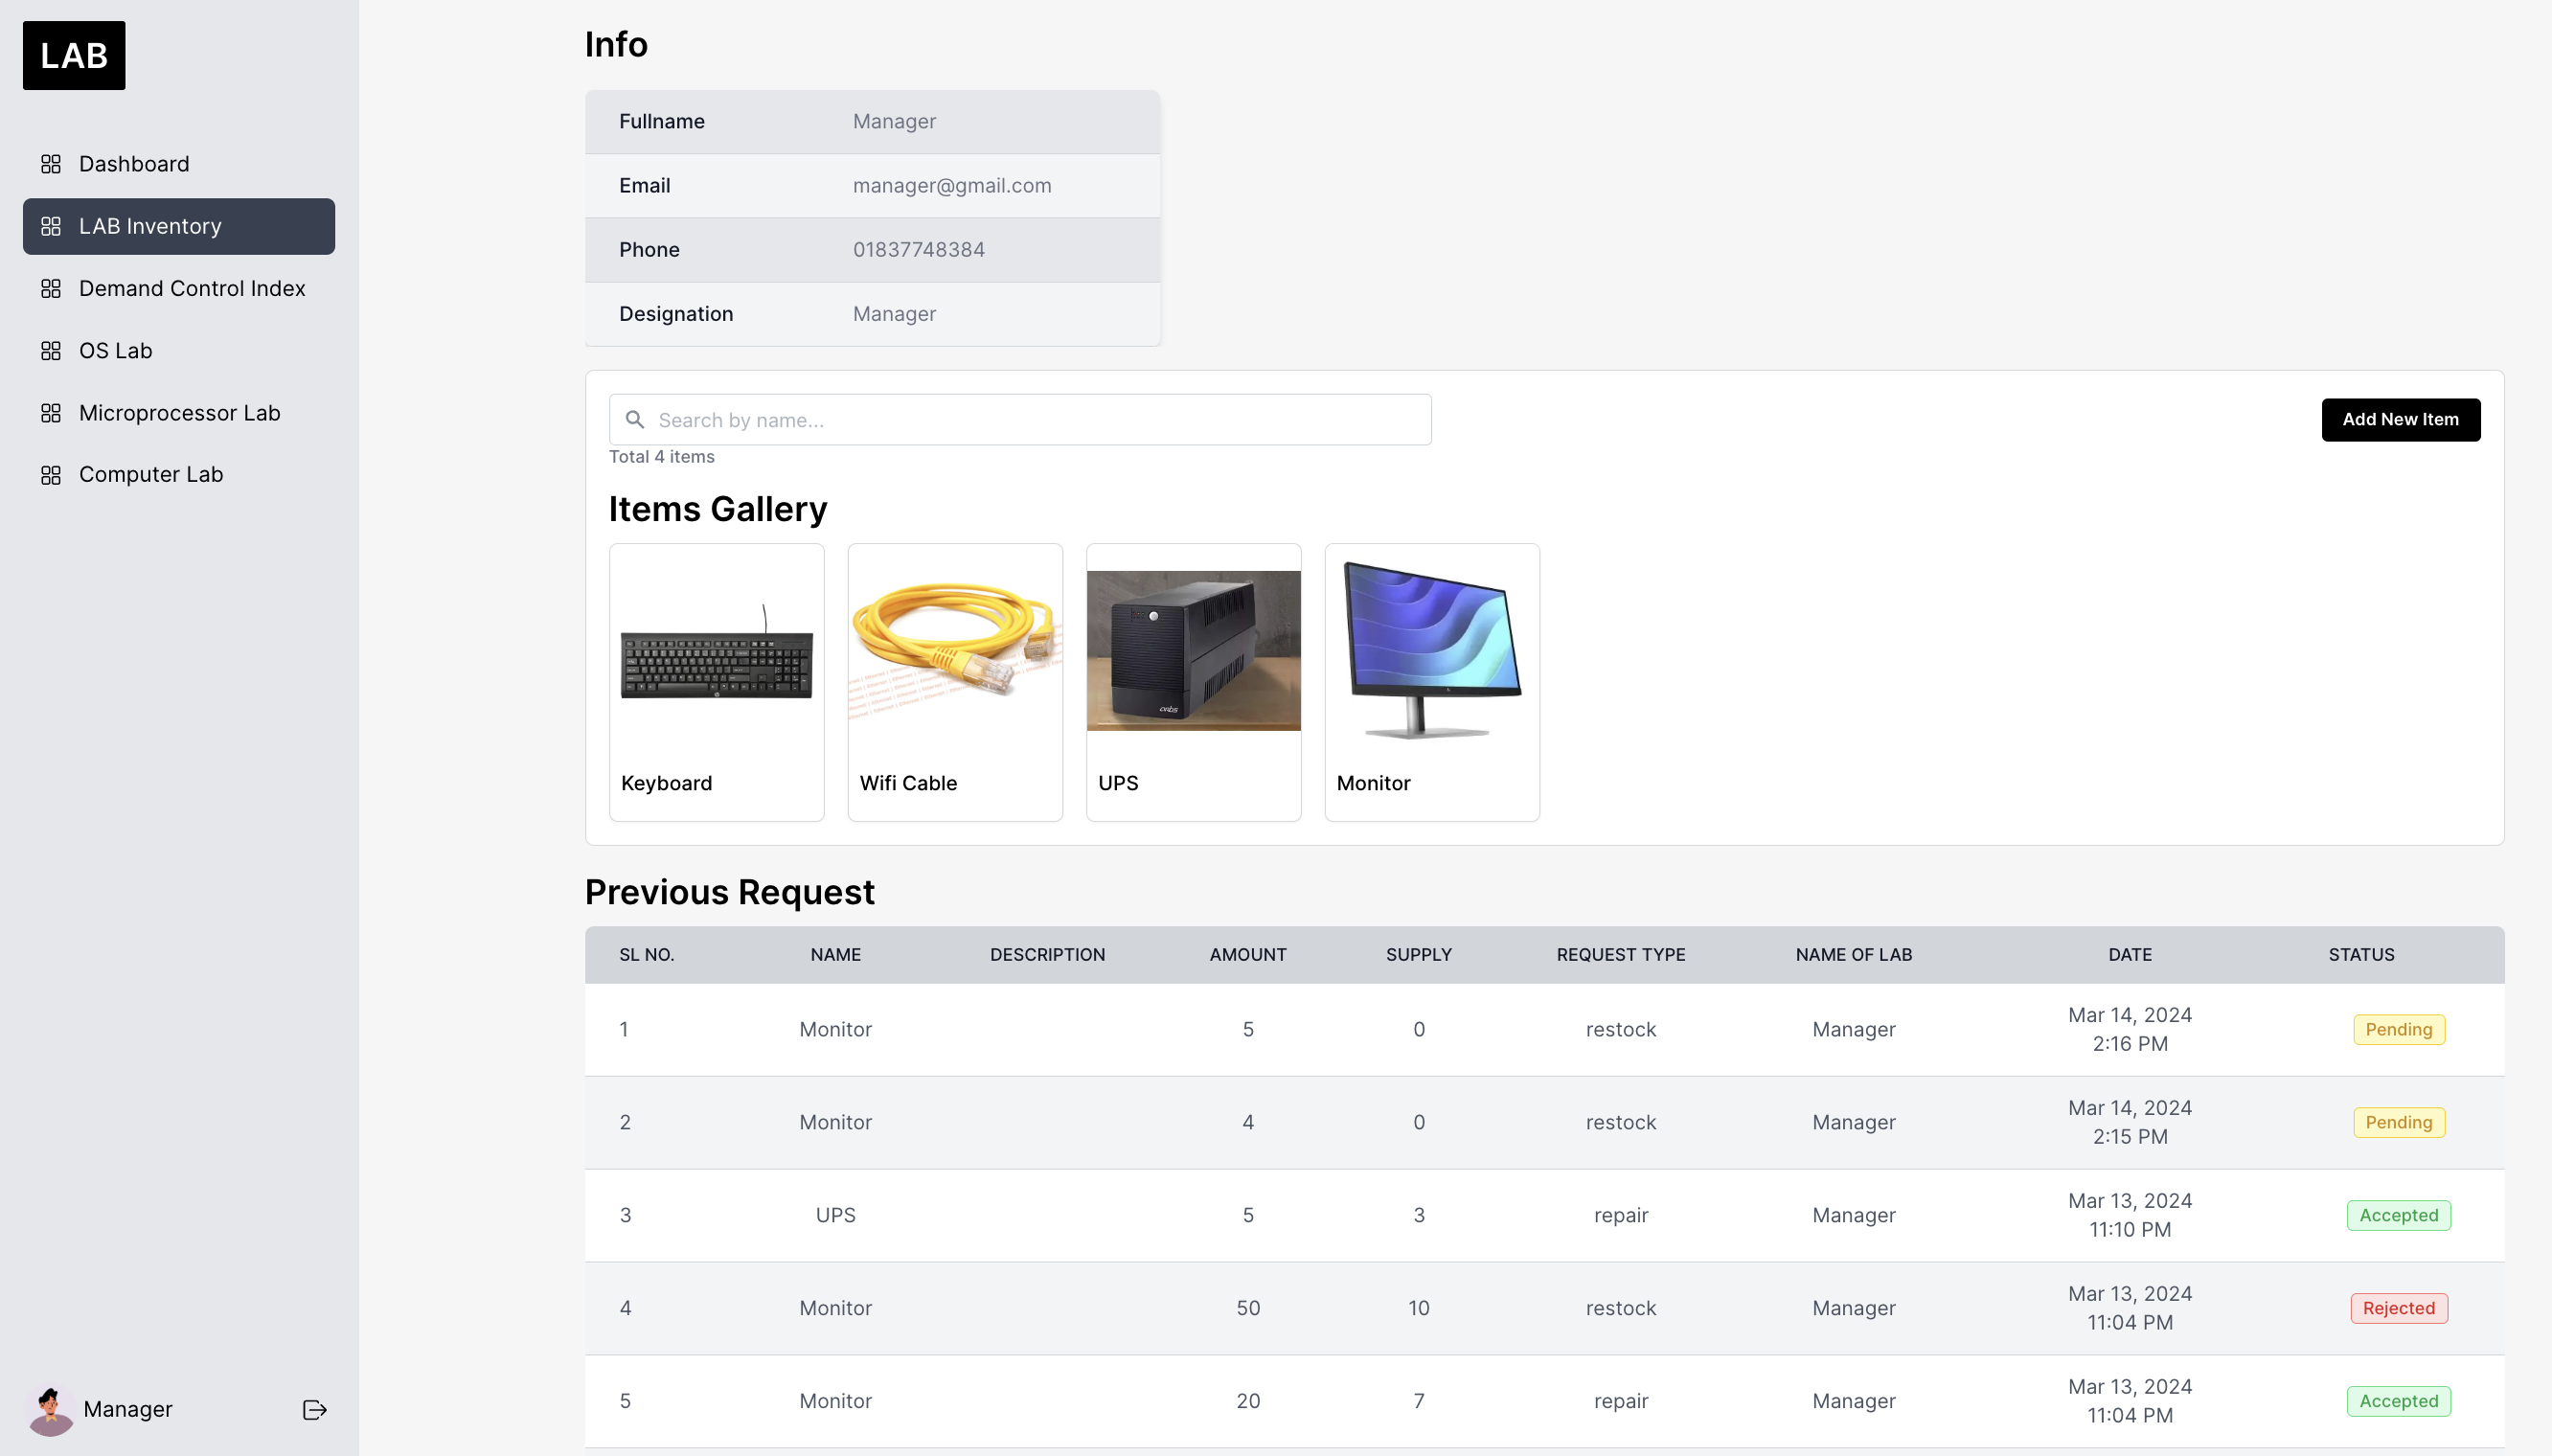 LAB
Dashboard
LAB Inventory
Demand Control Index
OS Lab
Microprocessor Lab
Computer Lab
Manager
Info
Fullname Manager
Email manager@gmail.com
Phone 01837748384
Designation Manager
Search by name...
Add New Item
Total 4 items
Items Gallery
Keyboard
Wifi Cable
UPS
Monitor
Previous Request
SL NO. NAME DESCRIPTION AMOUNT SUPPLY REQUEST TYPE NAME OF LAB DATE STATUS
1 Monitor 5 0 restock Manager Mar 14, 2024 2:16 PM Pending
2 Monitor 4 0 restock Manager Mar 14, 2024 2:15 PM Pending
3 UPS 5 3 repair Manager Mar 13, 2024 11:10 PM Accepted
4 Monitor 50 10 restock Manager Mar 13, 2024 11:04 PM Rejected
5 Monitor 20 7 repair Manager Mar 13, 2024 11:04 PM Accepted